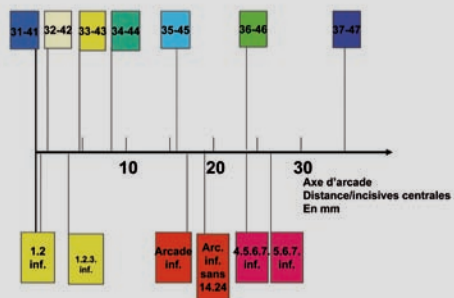 31-41
32-42
33-43
34-44
35-45
36-46
37-47
10
20
30
Axe d'arcade
Distance/incisives centrales
En mm
1.2
inf.
1.2.3.
inf.
Arcade
inf.
Arc.
inf.
sans
14.24
4.5.6.7.
inf.
5.6.7.
inf.